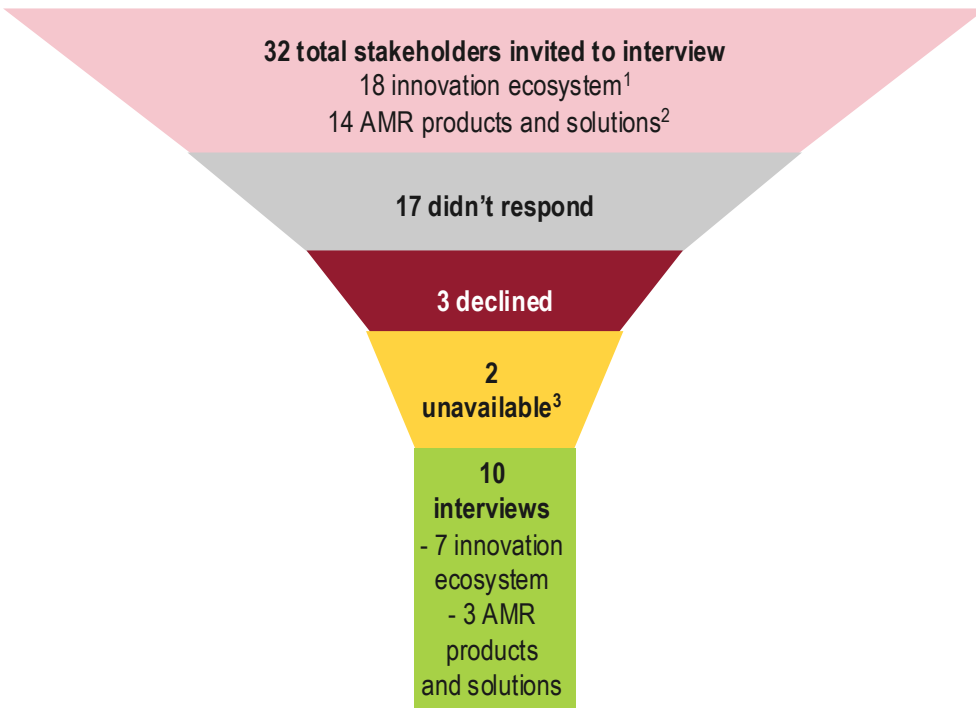 32 total stakeholders invited to interview
18 innovation ecosystem¹
14 AMR products and solutions²
17 didn’t respond
3 declined
2
unavailable³
10
interviews
- 7 innovation
ecosystem
- 3 AMR
products
and solutions